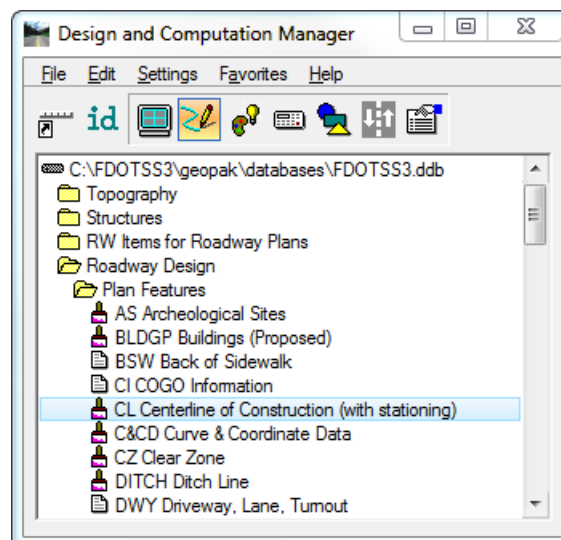 Design and Computation Manager
File Edit Settings Favorites Help
id
C:\FDOTSS3\geopak\databases\FDOTSS3.ddb
Topography
Structures
RW Items for Roadway Plans
Roadway Design
Plan Features
AS Archeological Sites
BLDGP Buildings (Proposed)
BSW Back of Sidewalk
CI COGO Information
CL Centerline of Construction (with stationing)
C&CD Curve & Coordinate Data
CZ Clear Zone
DITCH Ditch Line
DWY Driveway, Lane, Turnout